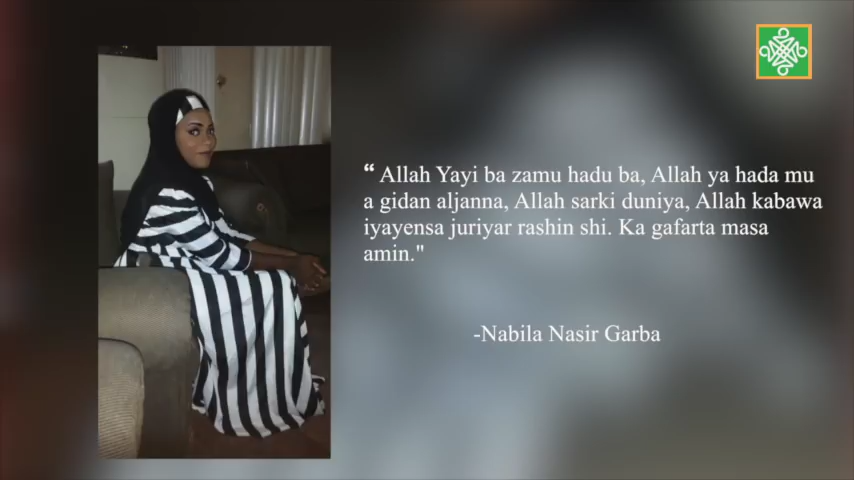 “ Allah Yayi ba zamu hadu ba, Allah ya hada mu
a gidan aljanna, Allah sarki duniya, Allah kabawa
iyayensa juriyar rashin shi. Ka gafarta masa
amin."
-Nabila Nasir Garba